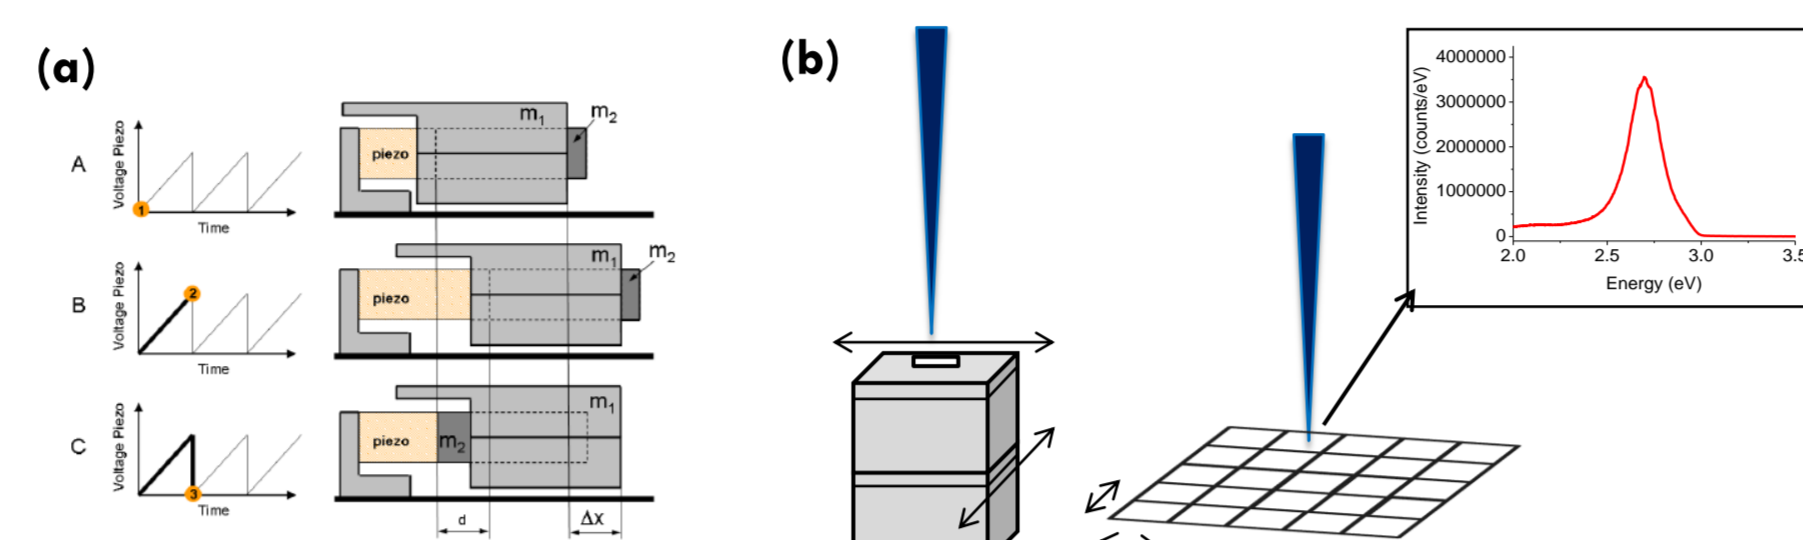 (a)
A
Voltage Piezo
1
Time
piezo
m1
m2
B
Voltage Piezo
2
Time
piezo
m1
m2
C
Voltage Piezo
3
Time
piezo
m2
m1
d
Δx
(b)
Intensity (counts/eV)
4000000
3000000
2000000
1000000
0
2.0
2.5
3.0
3.5
Energy (eV)